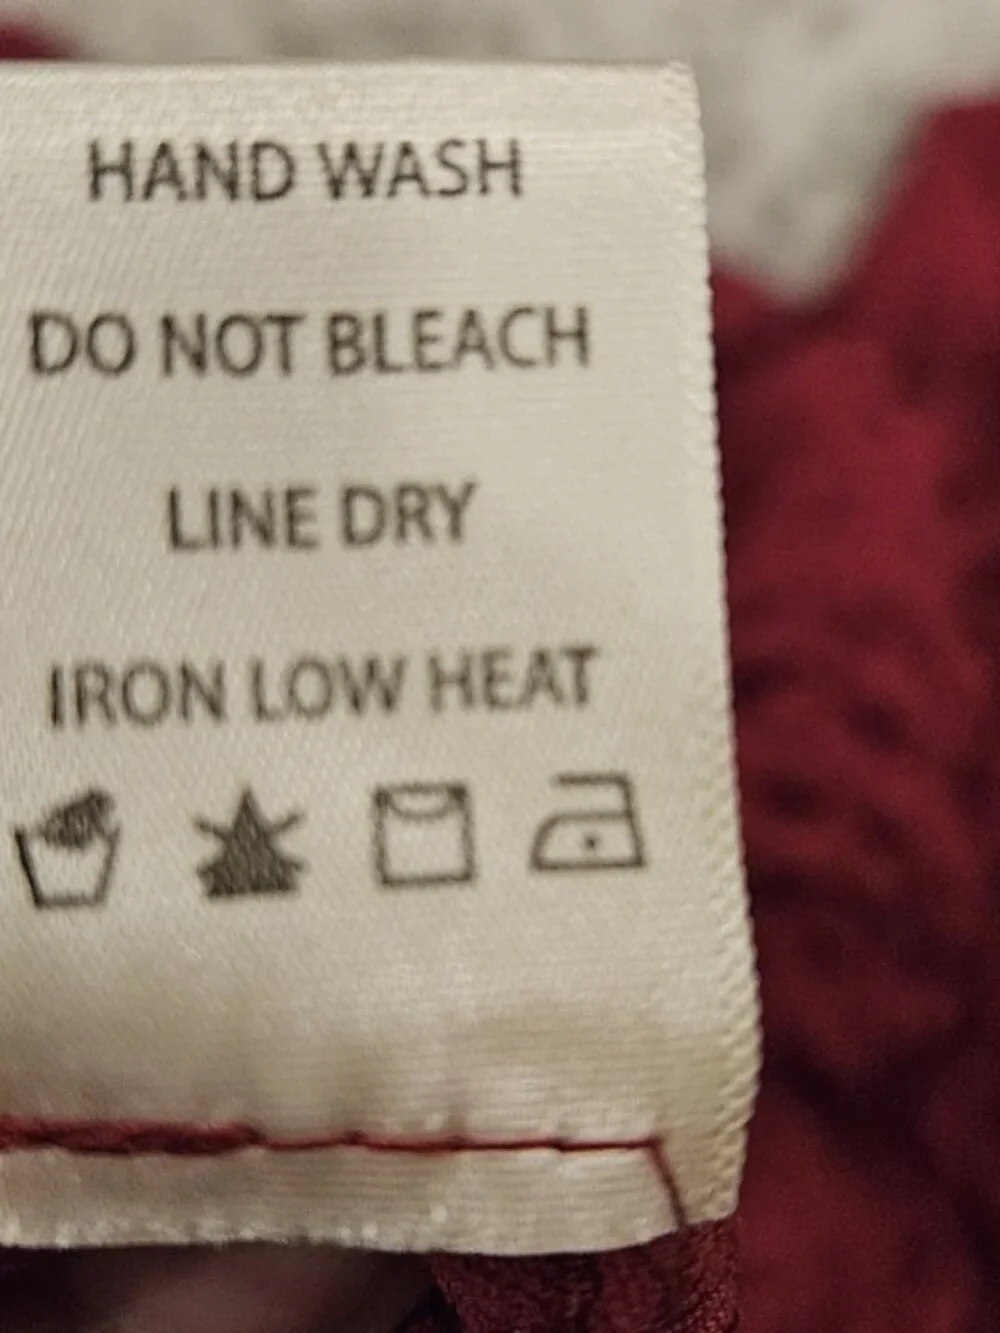 HAND WASH
DO NOT BLEACH
LINE DRY
IRON LOW HEAT